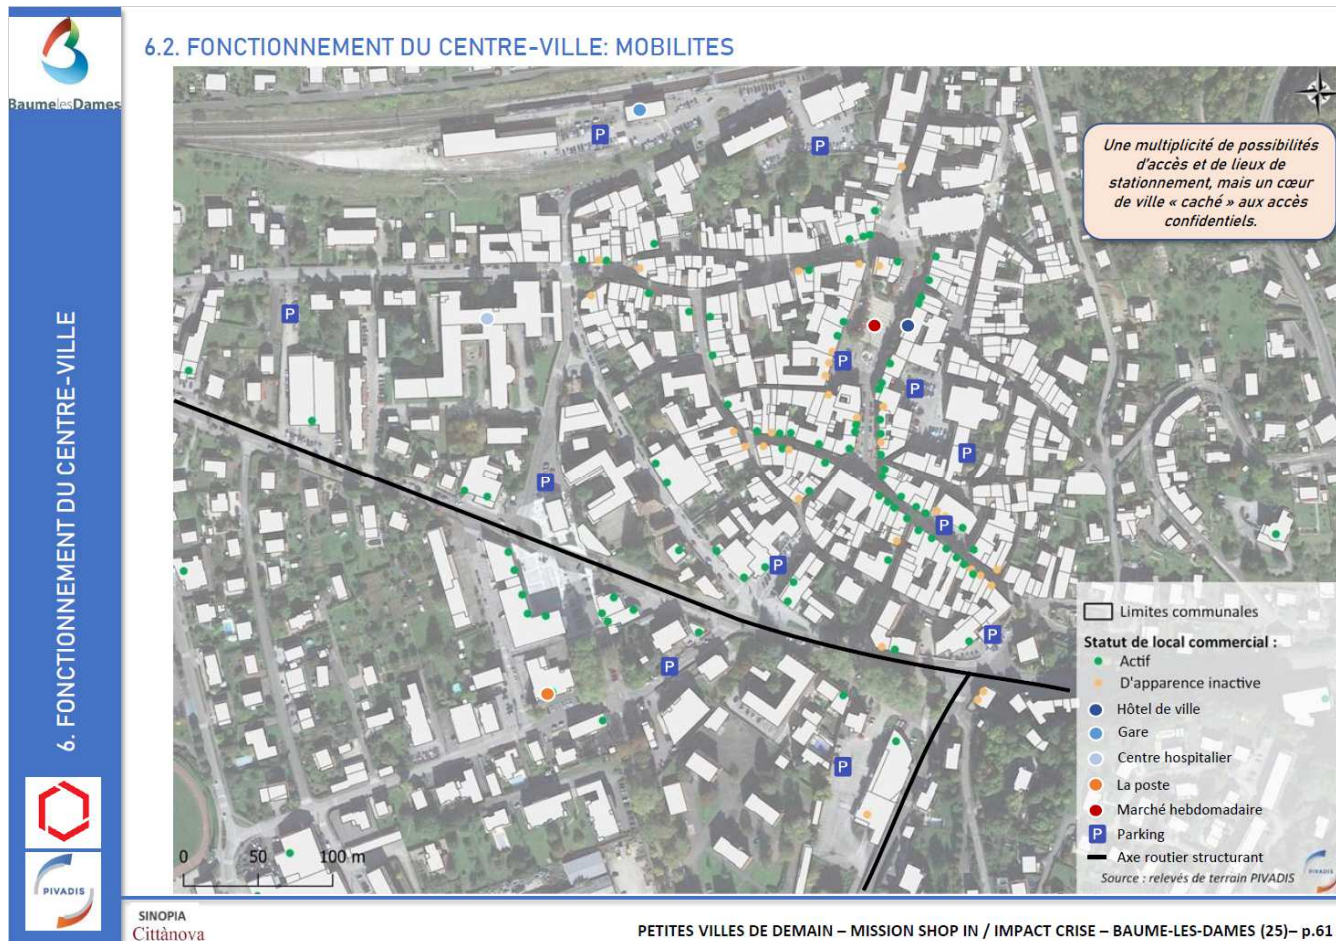 6.2. FONCTIONNEMENT DU CENTRE-VILLE: MOBILITES
BaumelesDames
6. FONCTIONNEMENT DU CENTRE-VILLE
PIVADIS
Une multiplicité de possibilités
d'accès et de lieux de
stationnement, mais un cœur
de ville « caché » aux accès
confidentiels.
P
P
P
P
P
P
P
P
P
P
P
P
Limites communales
Statut de local commercial :
Actif
D'apparence inactive
Hôtel de ville
Gare
Centre hospitalier
La poste
Marché hebdomadaire
P Parking
Axe routier structurant
Source : relevés de terrain PIVADIS
PIVADIS
0 50 100 m
SINOPIA
Cittànova
PETITES VILLES DE DEMAIN – MISSION SHOP IN / IMPACT CRISE – BAUME-LES-DAMES (25)– p.61